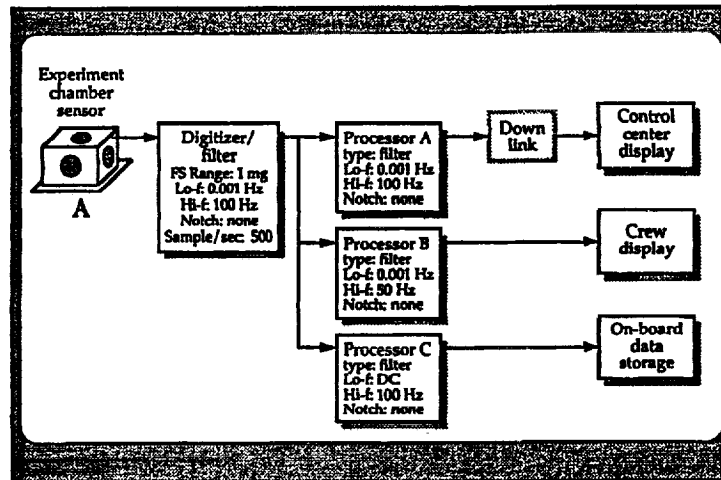 Experiment
chamber
sensor
A
Digitizer/
filter
FS Range: 1 mg
Lo-f: 0.001 Hz
Hi-f: 100 Hz
Notch: none
Sample/sec: 500
Processor A
type: filter
Lo-f: 0.001 Hz
Hi-f: 100 Hz
Notch: none
Down
link
Control
center
display
Processor B
type: filter
Lo-f: 0.001 Hz
Hi-f: 50 Hz
Notch: none
Crew
display
Processor C
type: filter
Lo-f: DC
Hi-f: 100 Hz
Notch: none
On-board
data
storage